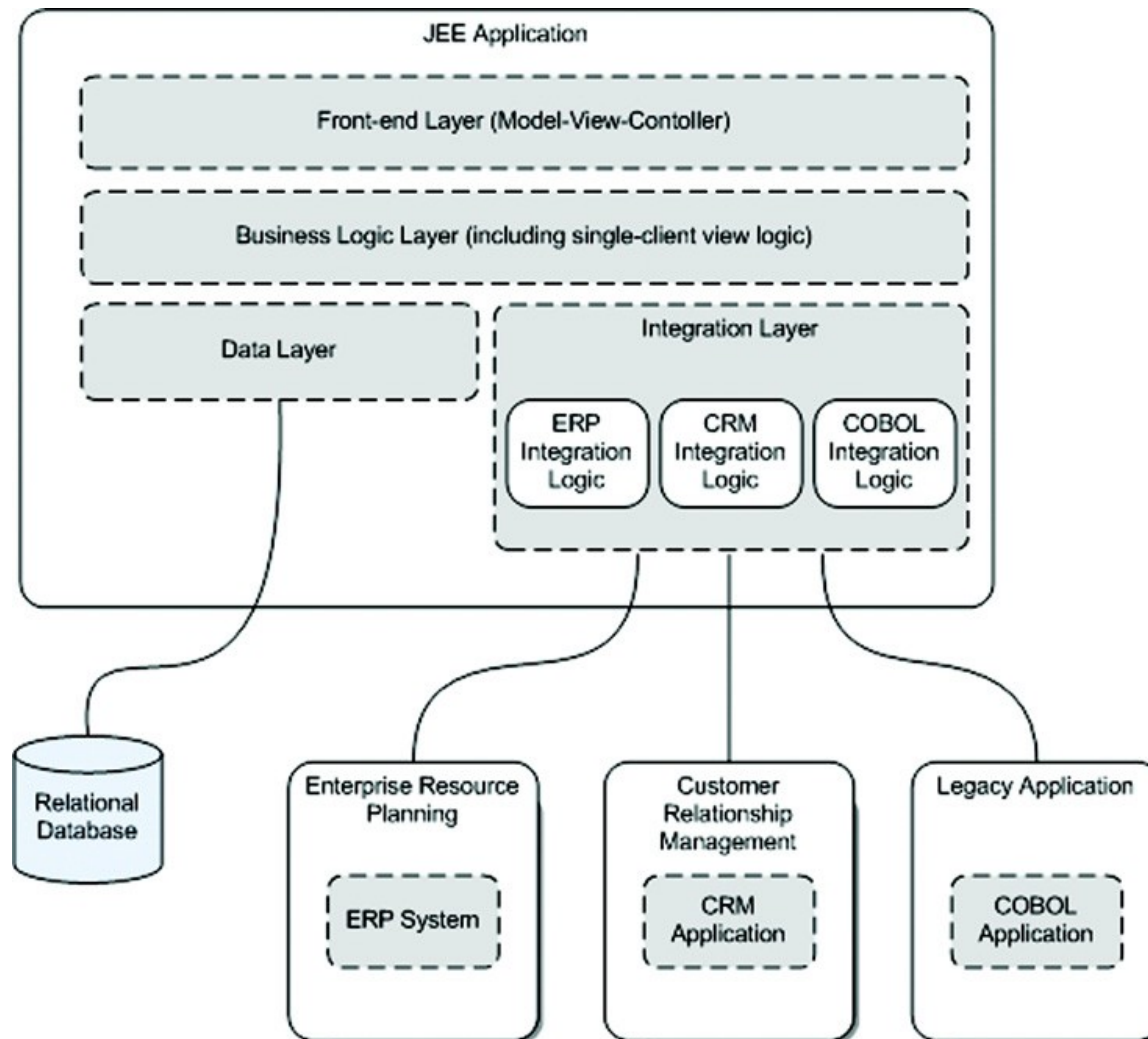 JEE Application
Front-end Layer (Model-View-Contoller)
Business Logic Layer (including single-client view logic)
Data Layer
Integration Layer
ERP
Integration
Logic
CRM
Integration
Logic
COBOL
Integration
Logic
Relational
Database
Enterprise Resource
Planning
ERP System
Customer
Relationship
Management
CRM
Application
Legacy Application
COBOL
Application